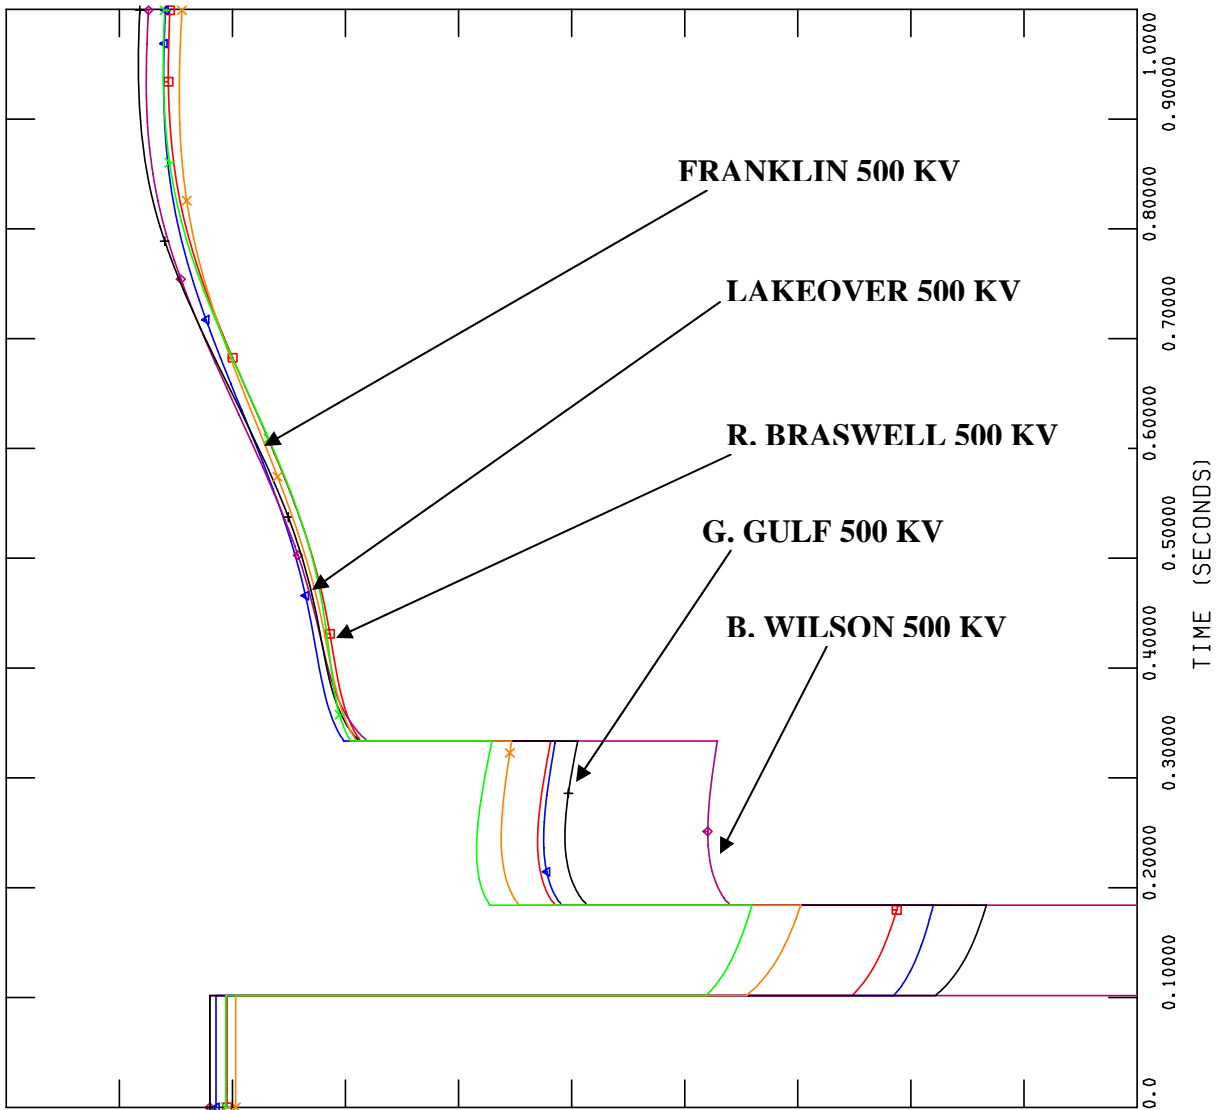 FRANKLIN 500 KV
LAKEOVER 500 KV
R. BRASWELL 500 KV
G. GULF 500 KV
B. WILSON 500 KV
1.0000
0.90000
0.80000
0.70000
0.60000
0.50000
0.40000
0.30000
0.20000
0.10000
0.0
TIME (SECONDS)